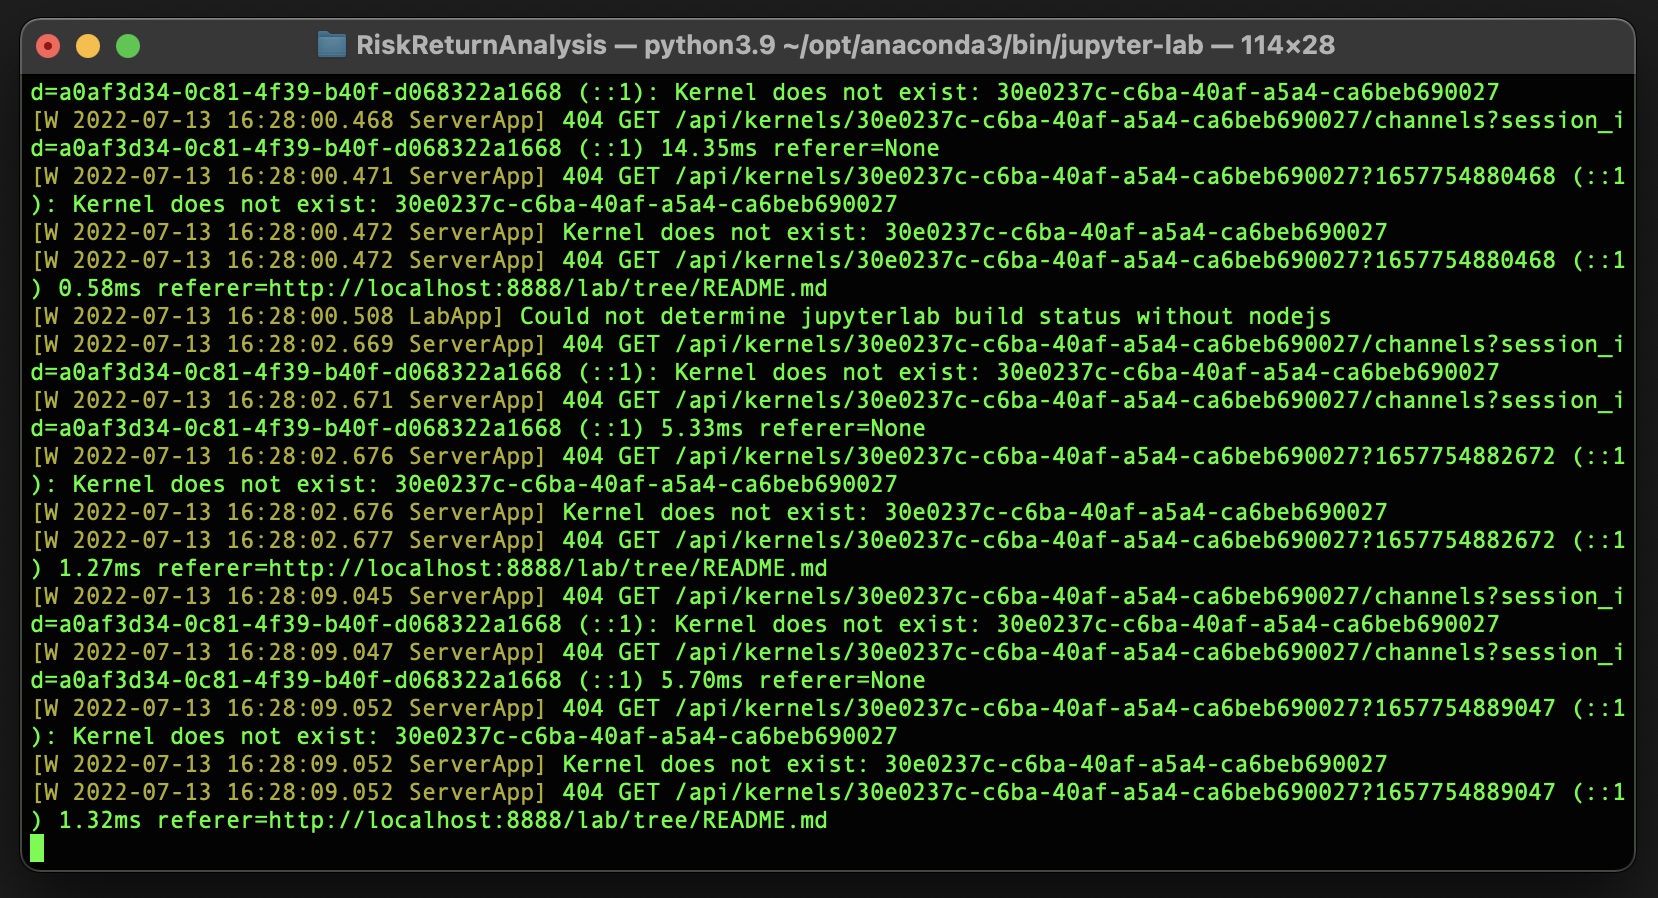 RiskReturnAnalysis — python3.9 ~/opt/anaconda3/bin/jupyter-lab — 114×28
d=a0af3d34-0c81-4f39-b40f-d068322a1668 (::1): Kernel does not exist: 30e0237c-c6ba-40af-a5a4-ca6beb690027
[W 2022-07-13 16:28:00.468 ServerApp] 404 GET /api/kernels/30e0237c-c6ba-40af-a5a4-ca6beb690027/channels?session_i
d=a0af3d34-0c81-4f39-b40f-d068322a1668 (::1) 14.35ms referer=None
[W 2022-07-13 16:28:00.471 ServerApp] 404 GET /api/kernels/30e0237c-c6ba-40af-a5a4-ca6beb690027?1657754880468 (::1
): Kernel does not exist: 30e0237c-c6ba-40af-a5a4-ca6beb690027
[W 2022-07-13 16:28:00.472 ServerApp] Kernel does not exist: 30e0237c-c6ba-40af-a5a4-ca6beb690027
[W 2022-07-13 16:28:00.472 ServerApp] 404 GET /api/kernels/30e0237c-c6ba-40af-a5a4-ca6beb690027?1657754880468 (::1
) 0.58ms referer=http://localhost:8888/lab/tree/README.md
[W 2022-07-13 16:28:00.508 LabApp] Could not determine jupyterlab build status without nodejs
[W 2022-07-13 16:28:02.669 ServerApp] 404 GET /api/kernels/30e0237c-c6ba-40af-a5a4-ca6beb690027/channels?session_i
d=a0af3d34-0c81-4f39-b40f-d068322a1668 (::1): Kernel does not exist: 30e0237c-c6ba-40af-a5a4-ca6beb690027
[W 2022-07-13 16:28:02.671 ServerApp] 404 GET /api/kernels/30e0237c-c6ba-40af-a5a4-ca6beb690027/channels?session_i
d=a0af3d34-0c81-4f39-b40f-d068322a1668 (::1) 5.33ms referer=None
[W 2022-07-13 16:28:02.676 ServerApp] 404 GET /api/kernels/30e0237c-c6ba-40af-a5a4-ca6beb690027?1657754882672 (::1
): Kernel does not exist: 30e0237c-c6ba-40af-a5a4-ca6beb690027
[W 2022-07-13 16:28:02.676 ServerApp] Kernel does not exist: 30e0237c-c6ba-40af-a5a4-ca6beb690027
[W 2022-07-13 16:28:02.677 ServerApp] 404 GET /api/kernels/30e0237c-c6ba-40af-a5a4-ca6beb690027?1657754882672 (::1
) 1.27ms referer=http://localhost:8888/lab/tree/README.md
[W 2022-07-13 16:28:09.045 ServerApp] 404 GET /api/kernels/30e0237c-c6ba-40af-a5a4-ca6beb690027/channels?session_i
d=a0af3d34-0c81-4f39-b40f-d068322a1668 (::1): Kernel does not exist: 30e0237c-c6ba-40af-a5a4-ca6beb690027
[W 2022-07-13 16:28:09.047 ServerApp] 404 GET /api/kernels/30e0237c-c6ba-40af-a5a4-ca6beb690027/channels?session_i
d=a0af3d34-0c81-4f39-b40f-d068322a1668 (::1) 5.70ms referer=None
[W 2022-07-13 16:28:09.052 ServerApp] 404 GET /api/kernels/30e0237c-c6ba-40af-a5a4-ca6beb690027?1657754889047 (::1
): Kernel does not exist: 30e0237c-c6ba-40af-a5a4-ca6beb690027
[W 2022-07-13 16:28:09.052 ServerApp] Kernel does not exist: 30e0237c-c6ba-40af-a5a4-ca6beb690027
[W 2022-07-13 16:28:09.052 ServerApp] 404 GET /api/kernels/30e0237c-c6ba-40af-a5a4-ca6beb690027?1657754889047 (::1
) 1.32ms referer=http://localhost:8888/lab/tree/README.md